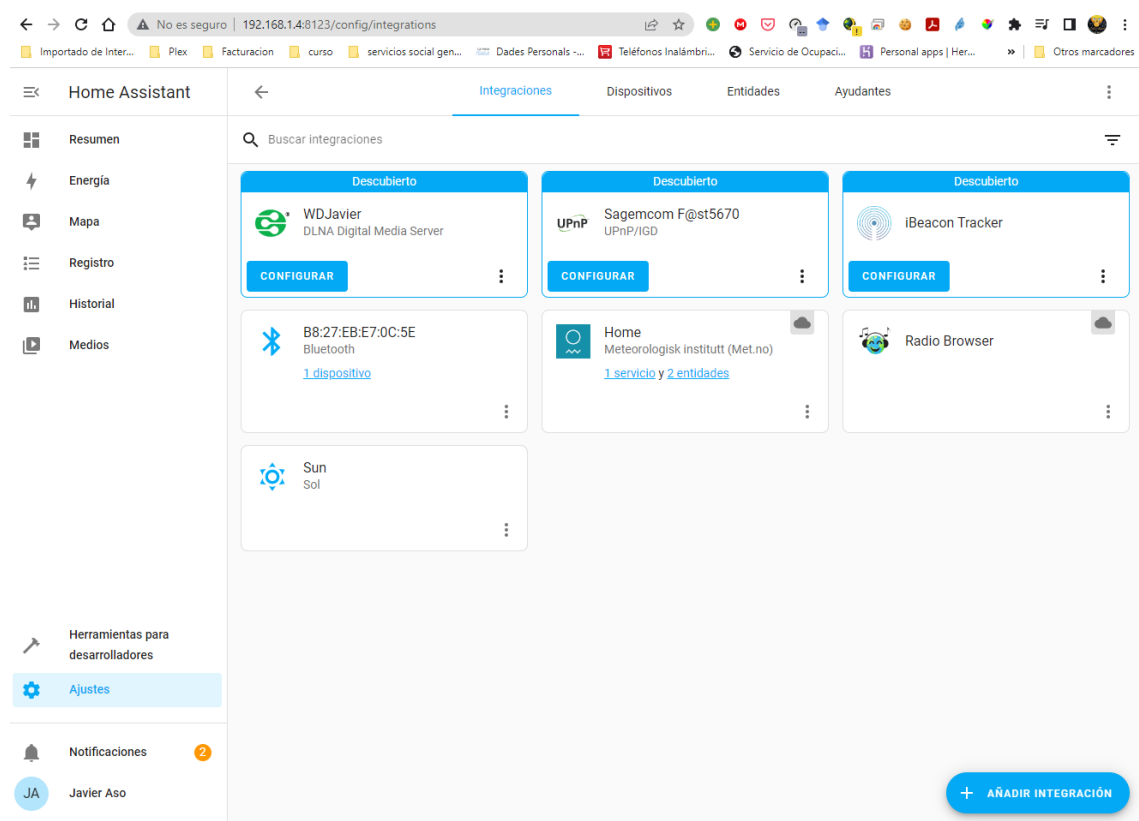 No es seguro | 192.168.1.4:8123/config/integrations
Importado de Inter... Plex Facturacion curso servicios social gen... Dades Personals -... Teléfonos Inalámbri... Servicio de Ocupaci... Personal apps | Her... » Otros marcadores
Home Assistant
Integraciones Dispositivos Entidades Ayudantes
Resumen
Energía
Mapa
Registro
Historial
Medios
Herramientas para
desarrolladores
Ajustes
Notificaciones 2
JA Javier Aso
Buscar integraciones
Descubierto
WDJavier
DLNA Digital Media Server
CONFIGURAR
Descubierto
UPnP
Sagemcom F@st5670
UPnP/IGD
CONFIGURAR
Descubierto
iBeacon Tracker
CONFIGURAR
B8:27:EB:E7:0C:5E
Bluetooth
1 dispositivo
Home
Meteorologisk institutt (Met.no)
1 servicio y 2 entidades
Radio Browser
Sun
Sol
+ AÑADIR INTEGRACIÓN